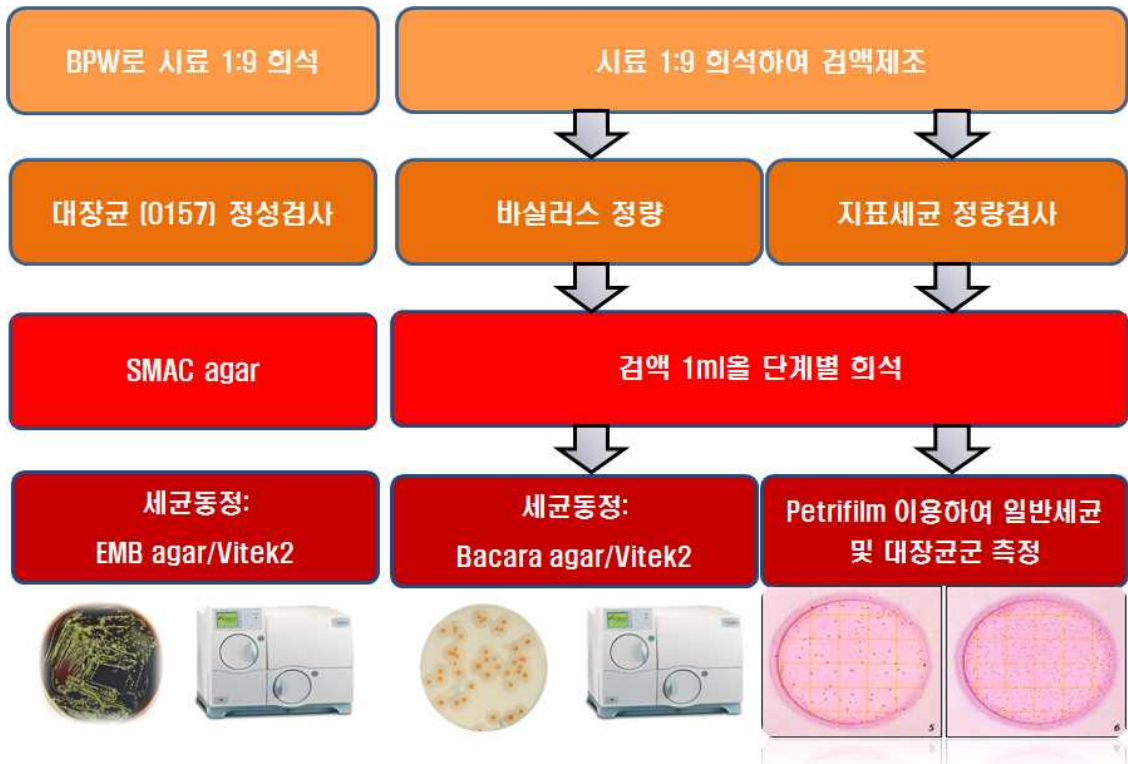 BPW로 시료 1:9 희석
시료 1:9 희석하여 검액제조
대장균 (0157) 정성검사
바실러스 정량
지표세균 정량검사
SMAC agar
검액 1ml올 단계별 희석
세균동정:
EMB agar/Vitek2
세균동정:
Bacara agar/Vitek2
Petrifilm 이용하여 일반세균
및 대장균군 측정
5
6